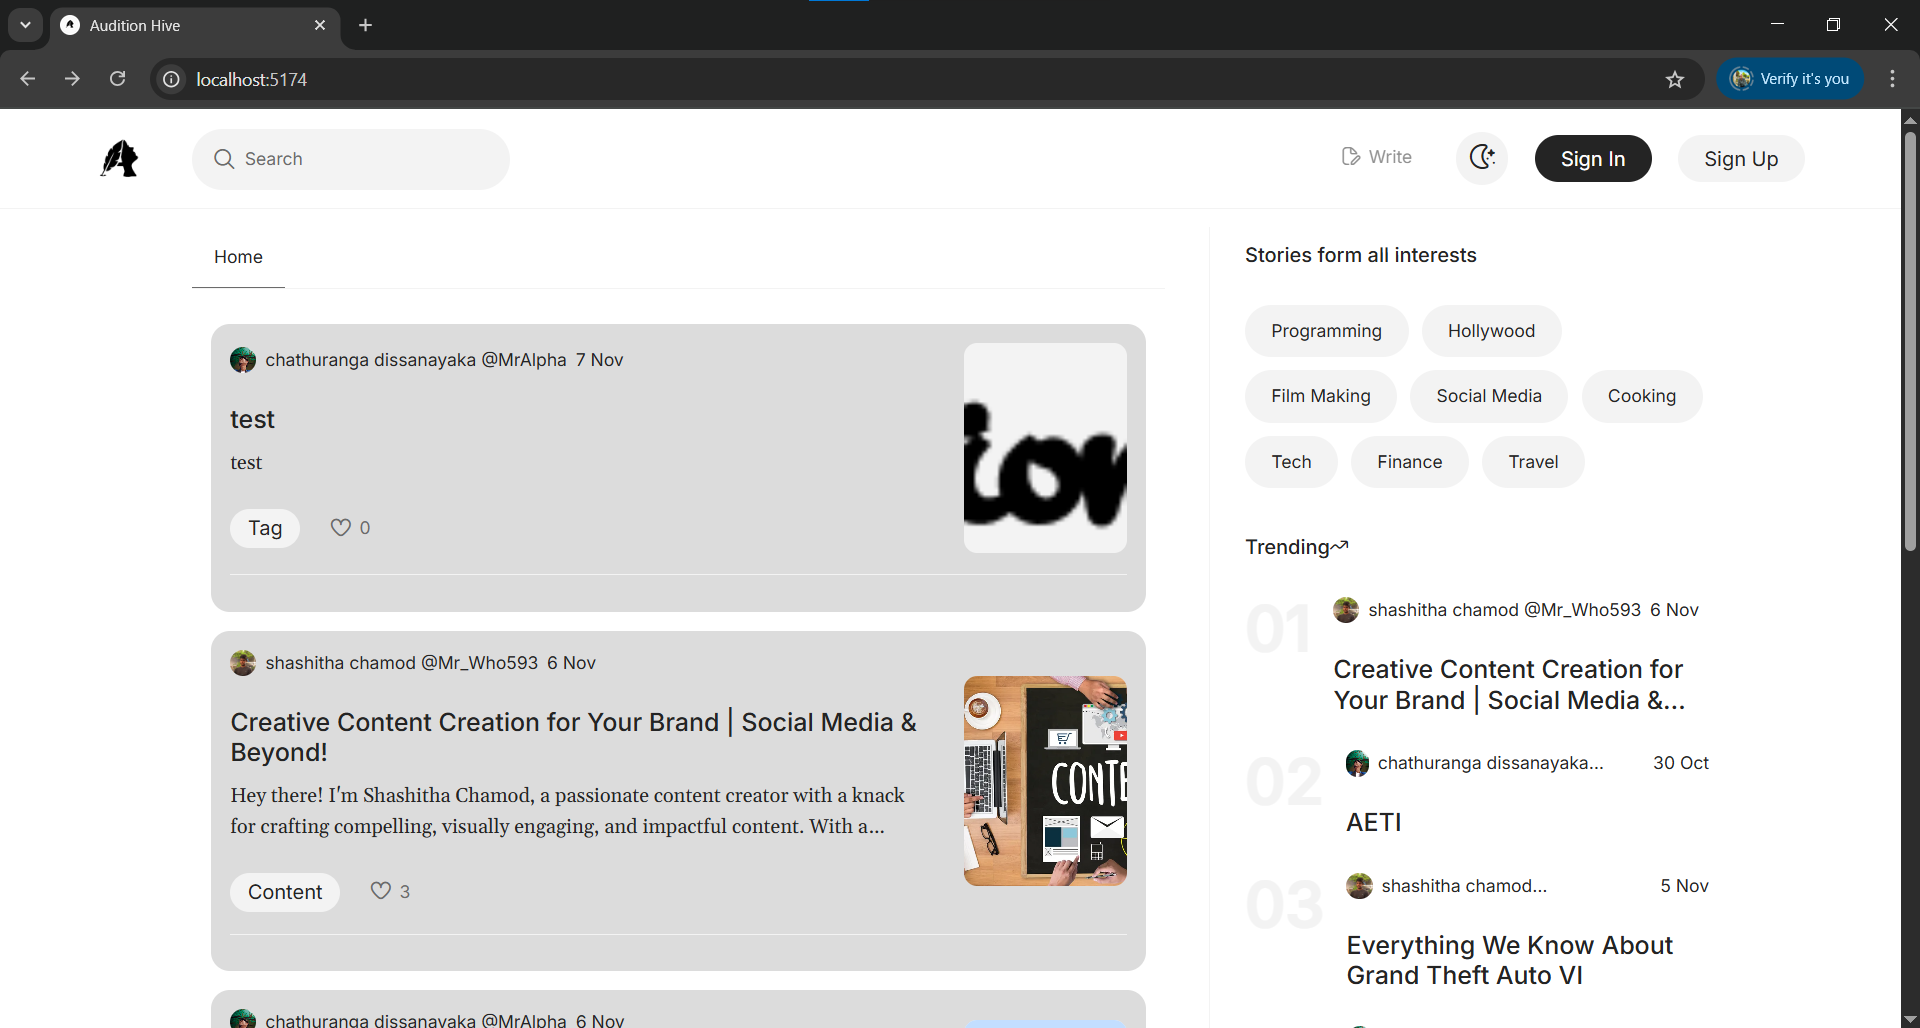 Audition Hive
localhost:5174
Verify it's you
Search
Write
Sign In
Sign Up
Home
chathuranga dissanayaka @MrAlpha 7 Nov
test
test
Tag
0
ion
shashitha chamod @Mr_Who593 6 Nov
Creative Content Creation for Your Brand | Social Media &
Beyond!
Hey there! I'm Shashitha Chamod, a passionate content creator with a knack
for crafting compelling, visually engaging, and impactful content. With a...
Content
3
CONTE
chathuranga dissanayaka @MrAlpha 6 Nov
Stories form all interests
Programming
Hollywood
Film Making
Social Media
Cooking
Tech
Finance
Travel
Trending
01
shashitha chamod @Mr_Who593 6 Nov
Creative Content Creation for
Your Brand | Social Media &...
02
chathuranga dissanayaka... 30 Oct
AETI
03
shashitha chamod... 5 Nov
Everything We Know About
Grand Theft Auto VI